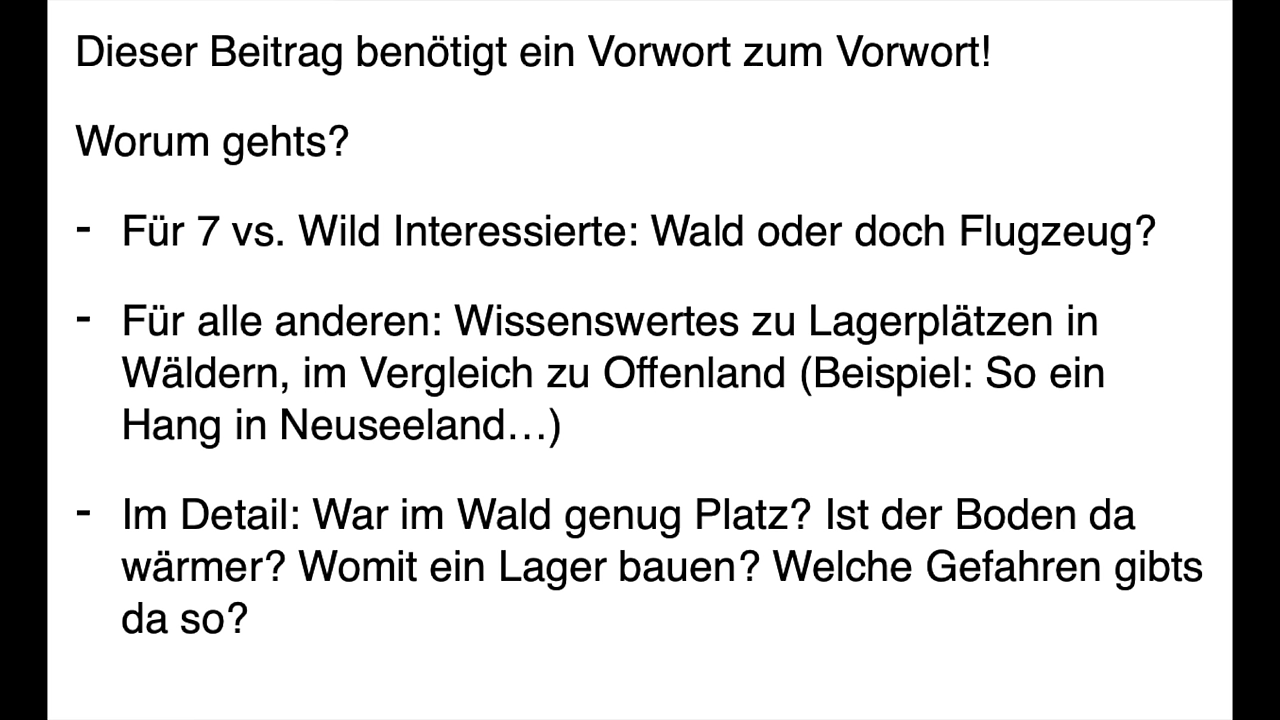 Dieser Beitrag benötigt ein Vorwort zum Vorwort!
Worum gehts?
- Für 7 vs. Wild Interessierte: Wald oder doch Flugzeug?
- Für alle anderen: Wissenswertes zu Lagerplätzen in
Wäldern, im Vergleich zu Offenland (Beispiel: So ein
Hang in Neuseeland…)
- Im Detail: War im Wald genug Platz? Ist der Boden da
wärmer? Womit ein Lager bauen? Welche Gefahren gibts
da so?